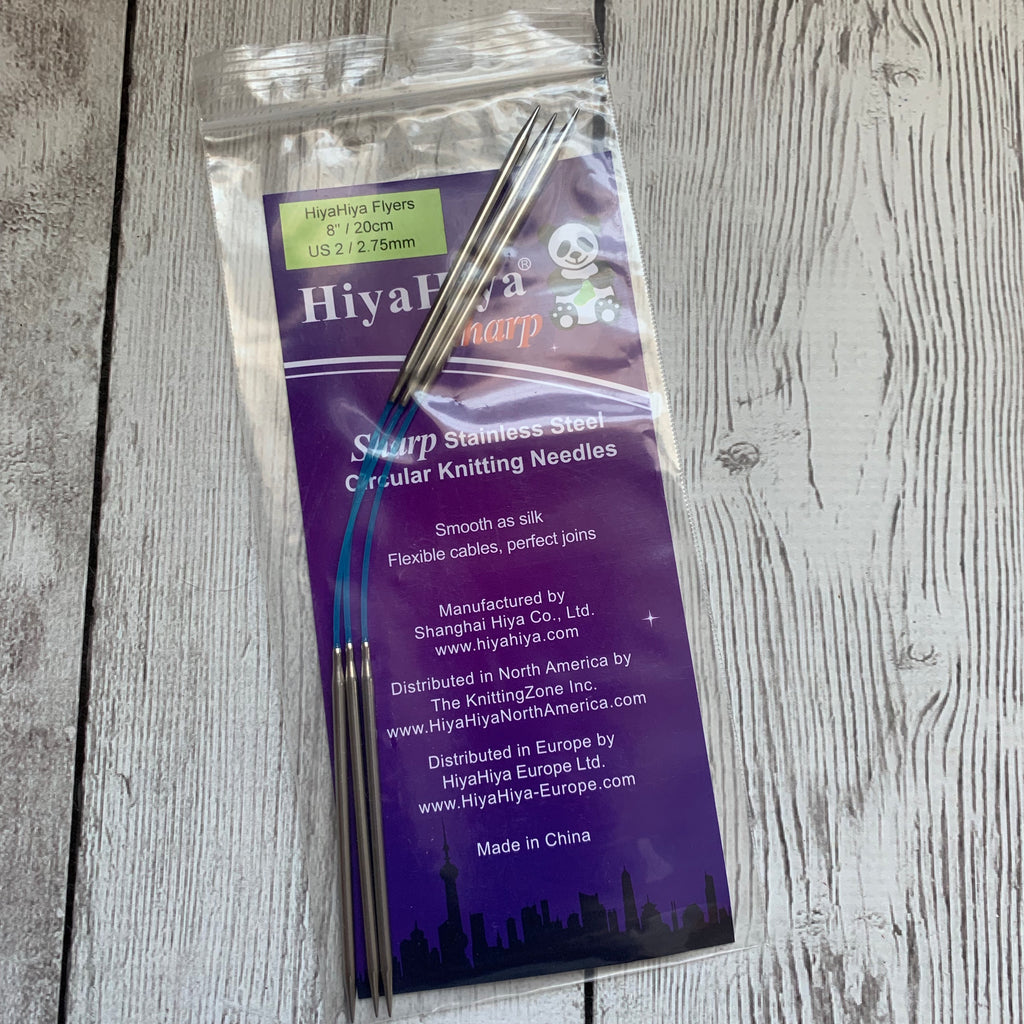 HiyaHiya Flyers
8" / 20cm
US 2 / 2.75mm
HiyaHiya®
Sharp
Sharp Stainless Steel
Circular Knitting Needles
Smooth as silk
Flexible cables, perfect joins
Manufactured by
Shanghai Hiya Co., Ltd.
www.hiyahiya.com
Distributed in North America by
The KnittingZone Inc.
www.HiyaHiyaNorthAmerica.com
Distributed in Europe by
HiyaHiya Europe Ltd.
www.HiyaHiya-Europe.com
Made in China